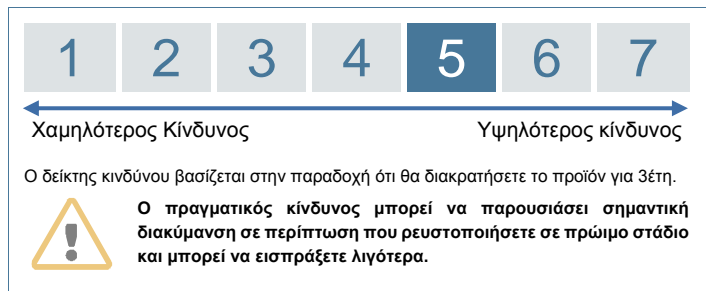 1 2 3 4 5 6 7
Χαμηλότερος Κίνδυνος Υψηλότερος κίνδυνος
Ο δείκτης κινδύνου βασίζεται στην παραδοχή ότι θα διακρατήσετε το προϊόν για 3έτη.
Ο πραγματικός κίνδυνος μπορεί να παρουσιάσει σημαντική
διακύμανση σε περίπτωση που ρευστοποιήσετε σε πρώιμο στάδιο
και μπορεί να εισπράξετε λιγότερα.